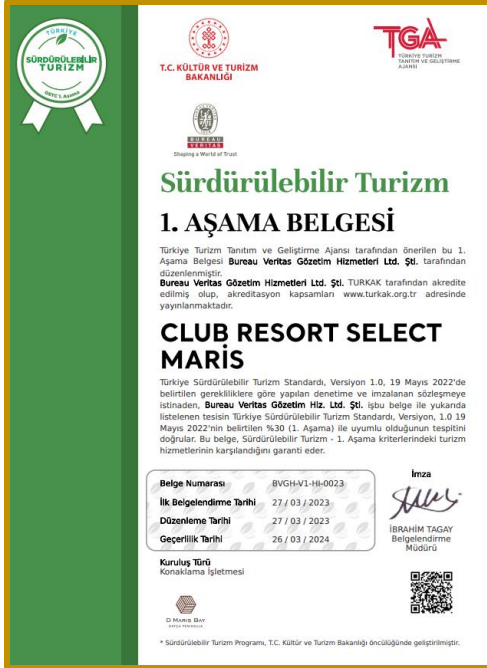 TÜRKİYE
SÜRDÜRÜLEBİLİR
TURİZM
GSTC 1. Aşama
T.C. KÜLTÜR VE TURİZM
BAKANLIĞI
TGA
TÜRKİYE TURİZM
TANITIM VE GELİŞTİRME
AJANSI
BUREAU
VERITAS
Shaping a World of Trust
Sürdürülebilir Turizm
1. AŞAMA BELGESİ
Türkiye Turizm Tanıtım ve Geliştirme Ajansı tarafından önerilen bu 1.
Aşama Belgesi Bureau Veritas Gözetim Hizmetleri Ltd. Şti. tarafından
düzenlenmiştir.
Bureau Veritas Gözetim Hizmetleri Ltd. Şti. TURKAK tarafından akredite
edilmiş olup, akreditasyon kapsamları www.turkak.org.tr adresinde
yayınlanmaktadır.
CLUB RESORT SELECT
MARİS
Türkiye Sürdürülebilir Turizm Standardı, Versiyon 1.0, 19 Mayıs 2022'de
belirtilen gerekliliklere göre yapılan denetime ve imzalanan sözleşmeye
istinaden, Bureau Veritas Gözetim Hiz. Ltd. Şti. işbu belge ile yukarıda
listelenen tesisin Türkiye Sürdürülebilir Turizm Standardı, Versiyon, 1.0 19
Mayıs 2022'nin belirtilen %30 (1. Aşama) ile uyumlu olduğunun tespitini
doğrular. Bu belge, Sürdürülebilir Turizm - 1. Aşama kriterlerindeki turizm
hizmetlerinin karşılandığını garanti eder.
Belge Numarası BVGH-V1-HI-0023
İlk Belgelendirme Tarihi 27 / 03 / 2023
Düzenleme Tarihi 27 / 03 / 2023
Geçerlilik Tarihi 26 / 03 / 2024
İmza
İBRAHİM TAGAY
Belgelendirme
Müdürü
Kuruluş Türü
Konaklama İşletmesi
D MARIS BAY
DATÇA PENINSULA
* Sürdürülebilir Turizm Programı, T.C. Kültür ve Turizm Bakanlığı öncülüğünde geliştirilmiştir.